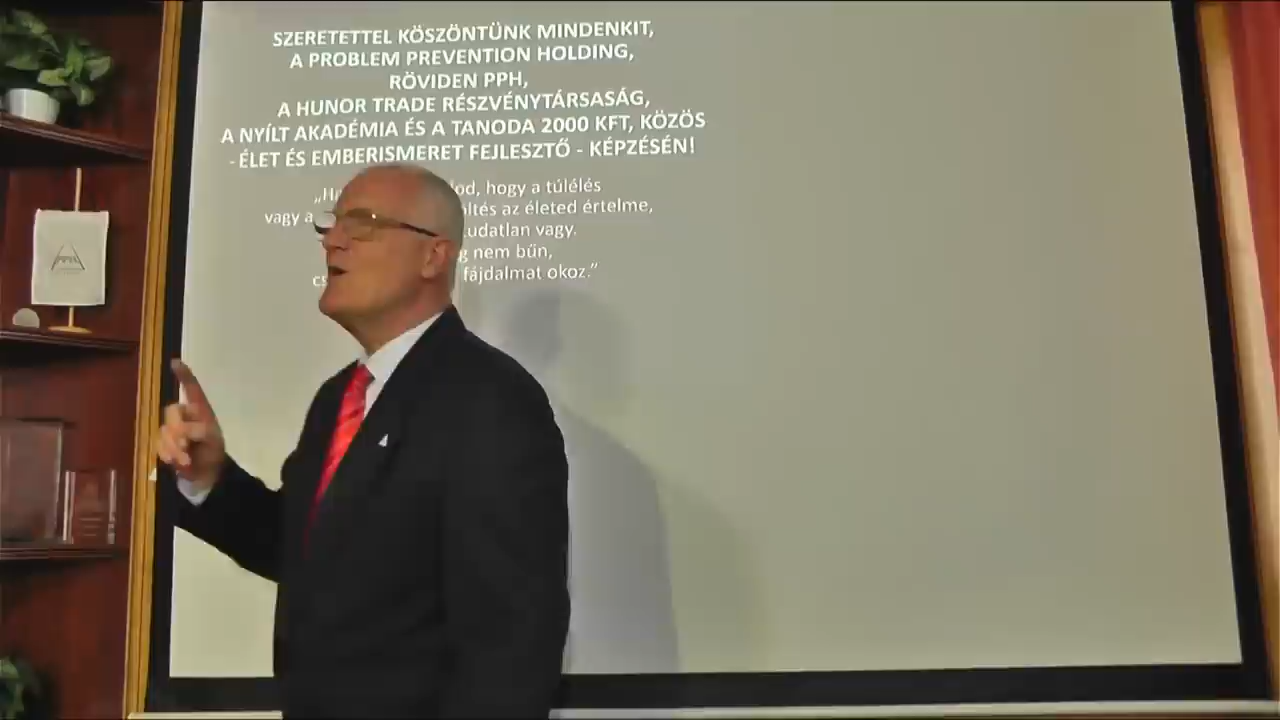 SZERETETTEL KÖSZÖNTÜNK MINDENKIT,
A PROBLEM PREVENTION HOLDING,
RÖVIDEN PPH,
A HUNOR TRADE RÉSZVÉNYTÁRSASÁG,
A NYÍLT AKADÉMIA ÉS A TANODA 2000 KFT, KÖZÖS
- ÉLET ÉS EMBERISMERET FEJLESZTŐ - KÉPZÉSÉN!
hogy a túlélés
vagy a az életed értelme,
vagy.
nem bűn,
fájdalmat okoz.”